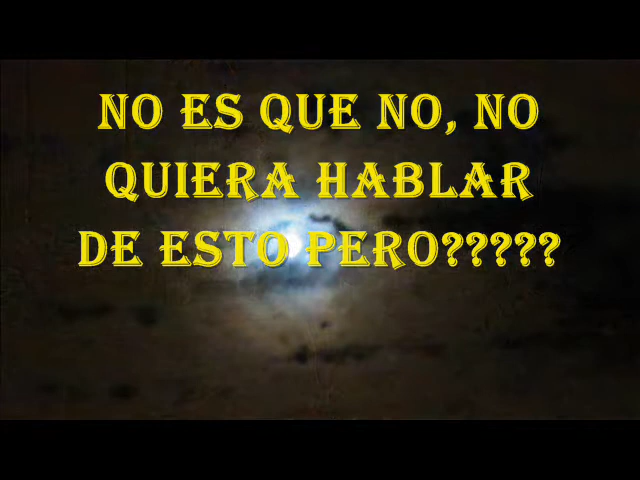 NO ES QUE NO, NO
QUIERA HABLAR
DE ESTO PERO?????